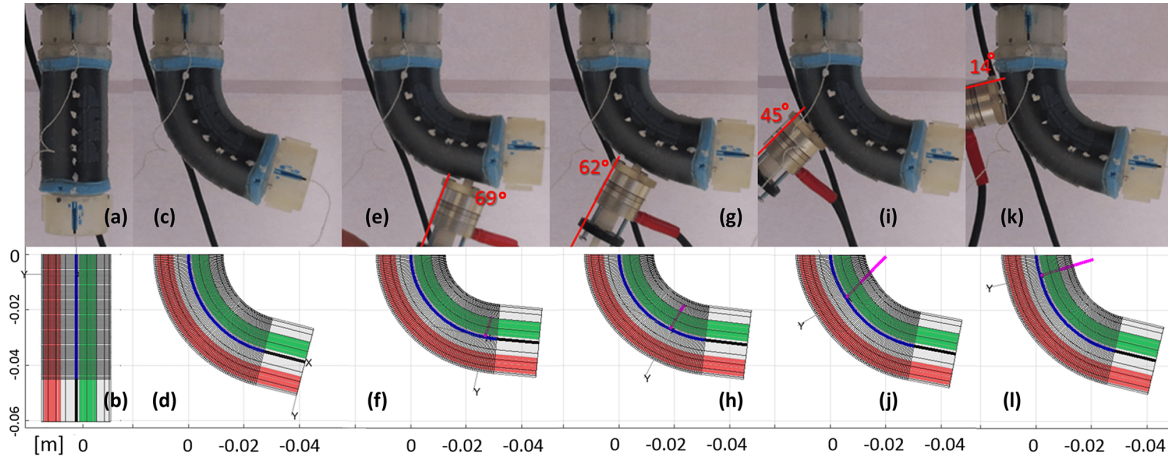 69°
62°
45°
14°
(a) (c) (e) (g) (i) (k)
0
-0.02
-0.04
-0.06
Y
X
Y
Y
Y
Y
Y
(b) (d) (f) (h) (j) (l)
[m] 0 0 -0.02 -0.04 0 -0.02 -0.04 0 -0.02 -0.04 0 -0.02 -0.04 0 -0.02 -0.04